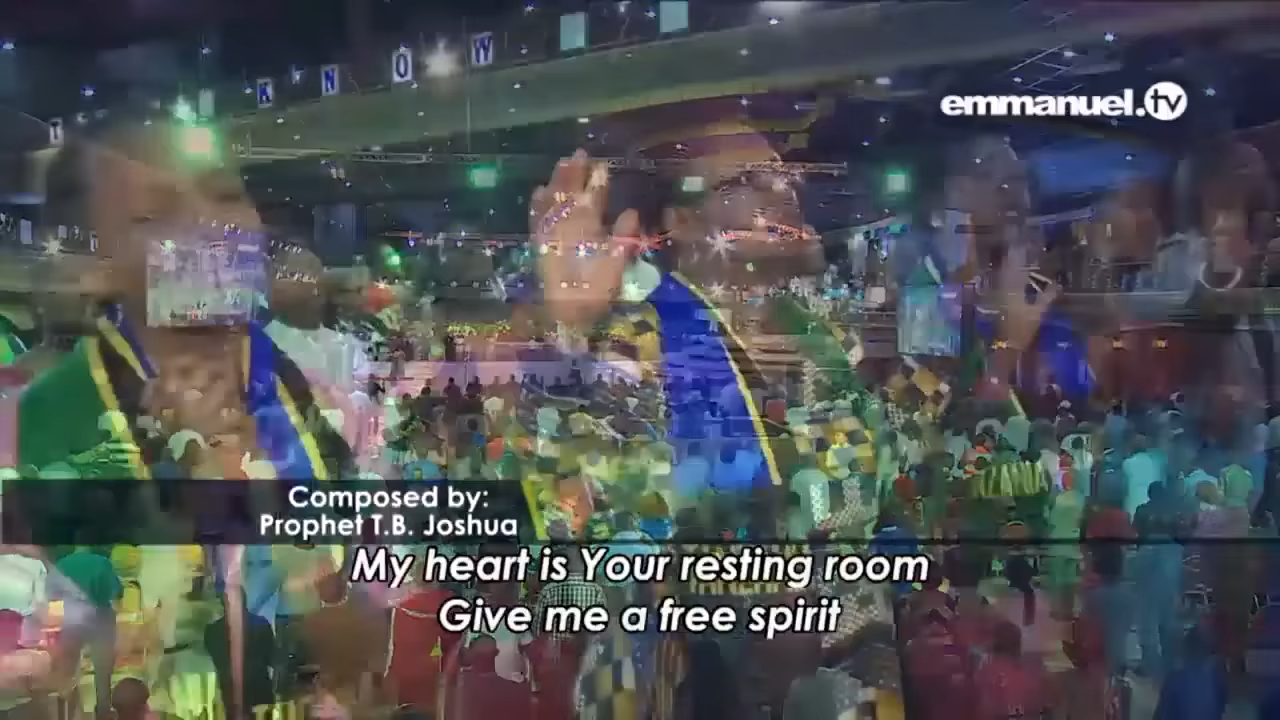 K N O W
emmanuel.tv
Composed by:
Prophet T.B. Joshua
My heart is Your resting room
Give me a free spirit